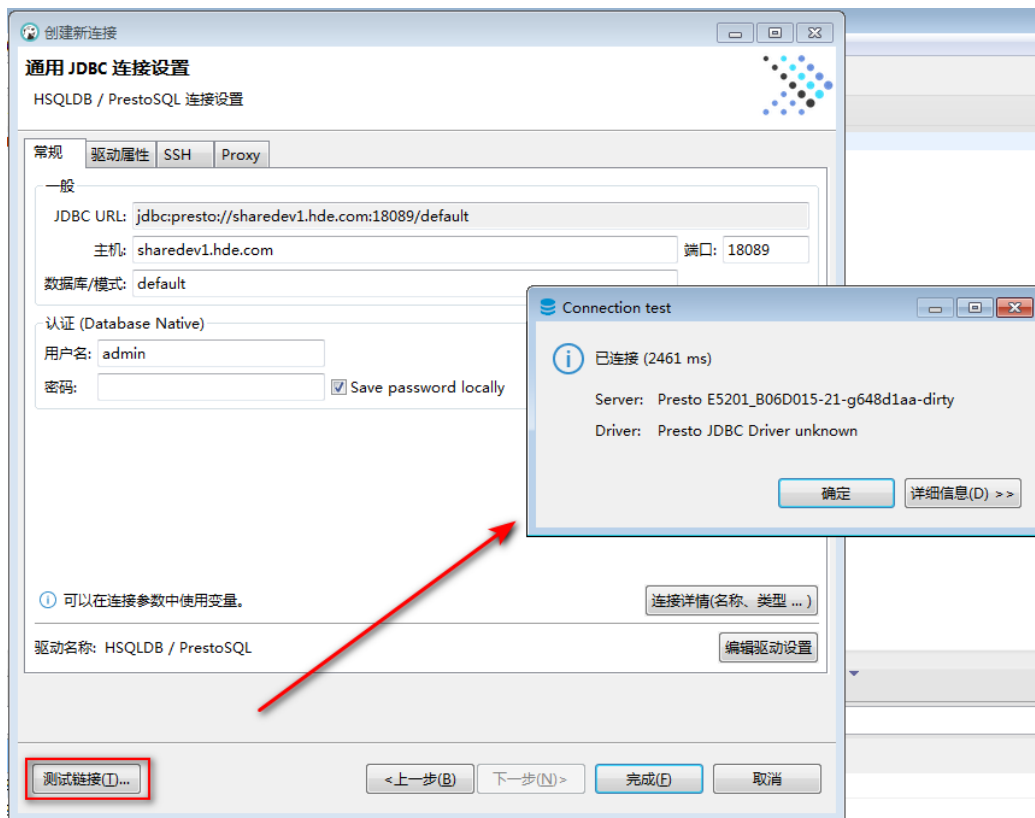 创建新连接
通用 JDBC 连接设置
HSQLDB / PrestoSQL 连接设置
常规 驱动属性 SSH Proxy
一般
JDBC URL: jdbc:presto://sharedev1.hde.com:18089/default
主机: sharedev1.hde.com 端口: 18089
数据库/模式: default
认证 (Database Native)
用户名: admin
密码: Save password locally
Connection test
已连接 (2461 ms)
Server: Presto E5201_B06D015-21-g648d1aa-dirty
Driver: Presto JDBC Driver unknown
确定 详细信息(D) >>
可以在连接参数中使用变量。 连接详情(名称、类型 ... )
驱动名称: HSQLDB / PrestoSQL 编辑驱动设置
测试链接(T)... <上一步(B) 下一步(N)> 完成(F) 取消